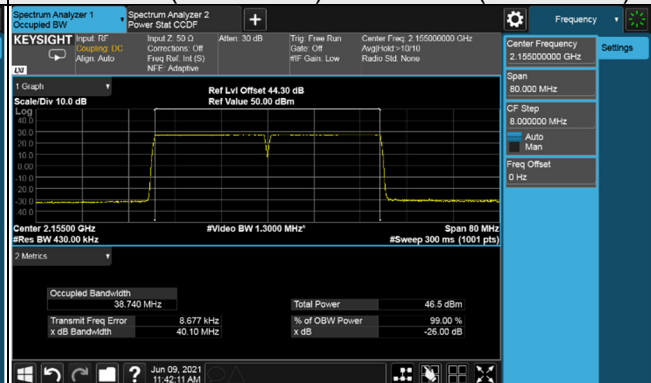 Spectrum Analyzer 1
Occupied BW
Spectrum Analyzer 2
Power Stat CCDF
Frequency
KEYSIGHT
Input: RF
Coupling: DC
Align: Auto
Input Z: 50 Ω
Corrections: Off
Freq Ref: Int (S)
NFE: Adaptive
Atten: 30 dB
Trig: Free Run
Gate: Off
#IF Gain: Low
Center Freq: 2.155000000 GHz
Avg|Hold:>10/10
Radio Std: None
LXI
1 Graph
Scale/Div 10.0 dB
Ref Lvl Offset 44.30 dB
Ref Value 50.00 dBm
Log
40.0
30.0
20.0
10.0
0.00
-10.0
-20.0
-30.0
-40.0
Center 2.15500 GHz
#Res BW 430.00 kHz
#Video BW 1.3000 MHz*
Span 80 MHz
#Sweep 300 ms (1001 pts)
2 Metrics
Occupied Bandwidth
38.740 MHz
Total Power 46.5 dBm
Transmit Freq Error 8.677 kHz
% of OBW Power 99.00 %
x dB Bandwidth 40.10 MHz
x dB -26.00 dB
Jun 09, 2021
11:42:11 AM
Center Frequency
2.155000000 GHz
Settings
Span
80.000 MHz
CF Step
8.000000 MHz
Auto
Man
Freq Offset
0 Hz